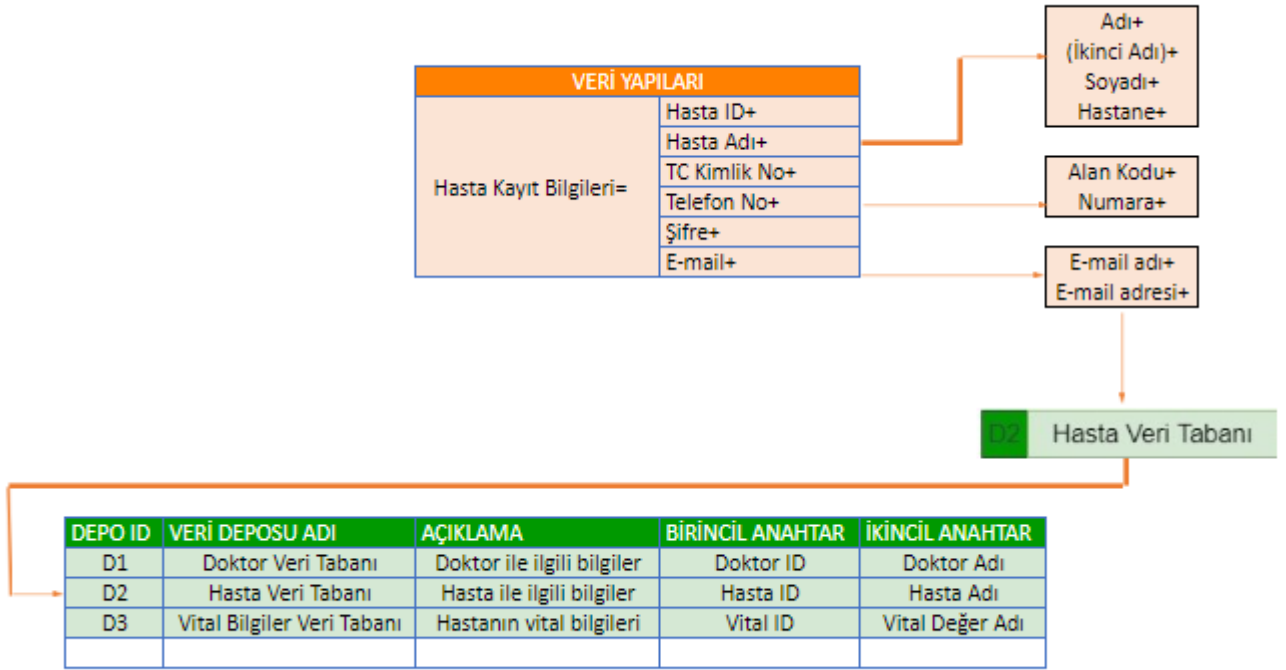 Adı+
(İkinci Adı)+
Soyadı+
Hastane+
VERİ YAPILARI
Hasta Kayıt Bilgileri=
Hasta ID+
Hasta Adı+
TC Kimlik No+
Telefon No+
Şifre+
E-mail+
Alan Kodu+
Numara+
E-mail adı+
E-mail adresi+
D2 Hasta Veri Tabanı
DEPO ID VERİ DEPOSU ADI AÇIKLAMA BİRİNCİL ANAHTAR İKİNCİL ANAHTAR
D1 Doktor Veri Tabanı Doktor ile ilgili bilgiler Doktor ID Doktor Adı
D2 Hasta Veri Tabanı Hasta ile ilgili bilgiler Hasta ID Hasta Adı
D3 Vital Bilgiler Veri Tabanı Hastanın vital bilgileri Vital ID Vital Değer Adı